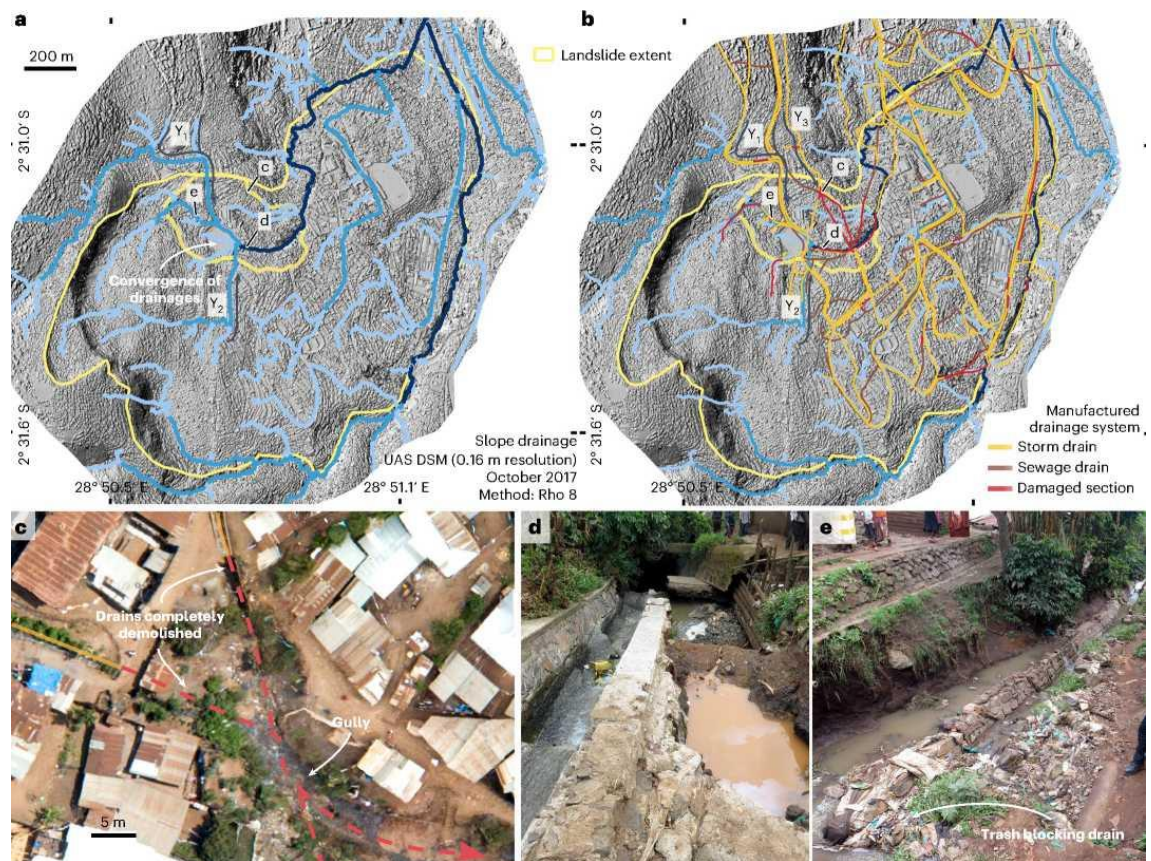 a
200 m
Landslide extent
Y1
c
e
d
Convergence of
drainages
Y2
2° 31.0′ S
2° 31.6′ S
Slope drainage
UAS DSM (0.16 m resolution)
October 2017
Method: Rho 8
28° 50.5′ E
28° 51.1′ E
b
Y1
Y3
c
e
d
Y2
2° 31.0′ S
2° 31.6′ S
28° 50.5′ E
28° 51.1′ E
Manufactured
drainage system
Storm drain
Sewage drain
Damaged section
c
Drains completely
demolished
Gully
5 m
d
e
Trash blocking drain